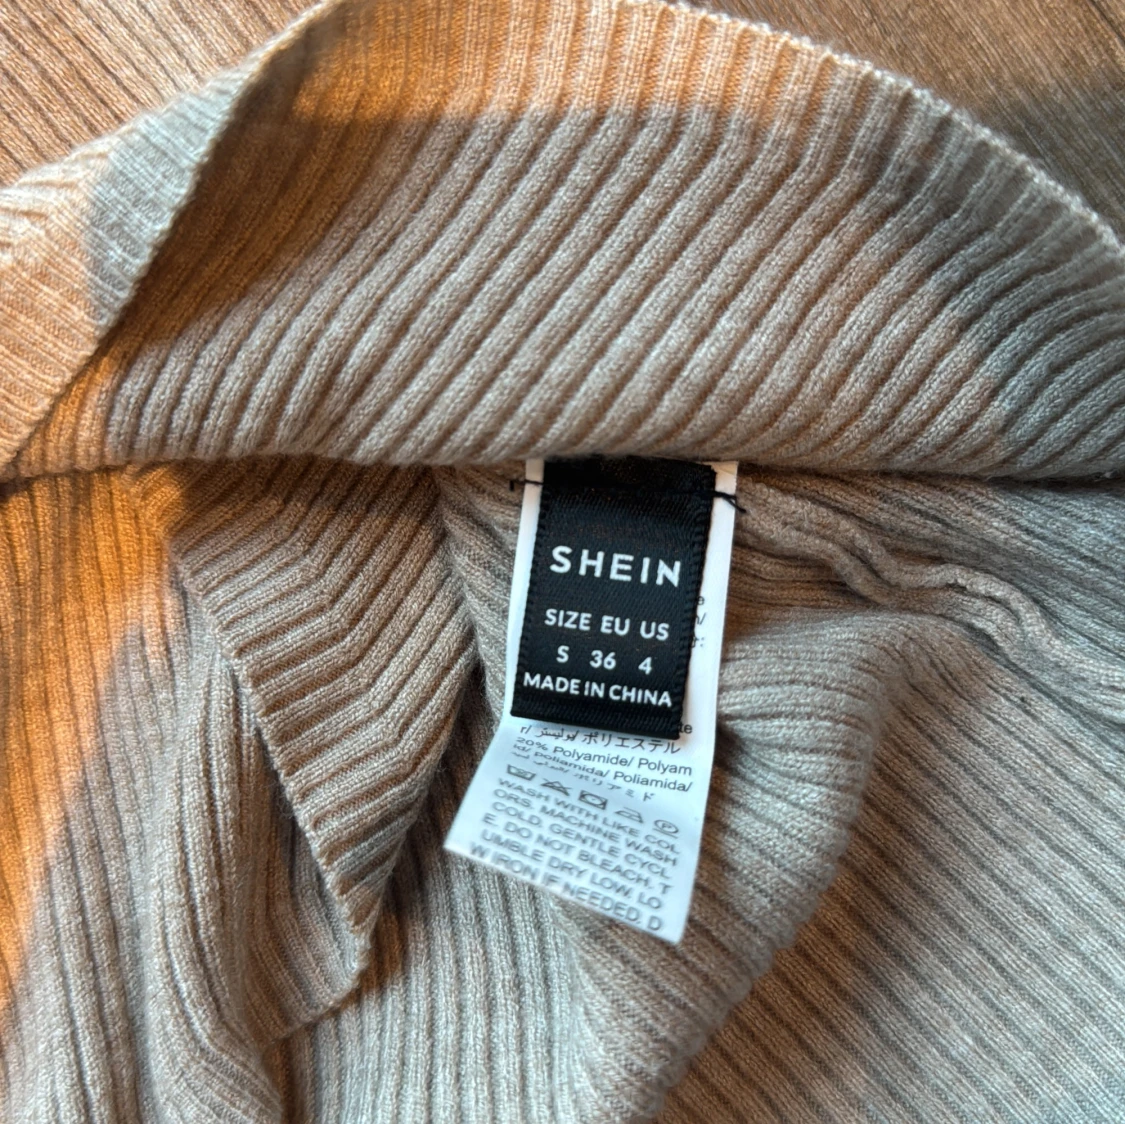 SHEIN
SIZE EU US
S 36 4
MADE IN CHINA
r/ بوليستر/ ポリエステル
20% Polyamide/ Polyam
id/ Poliamida/ Poliamida/
ポリアミド
WASH WITH LIKE COL
ORS. MACHINE WASH
COLD. GENTLE CYCL
E. DO NOT BLEACH. T
UMBLE DRY LOW. LO
W IRON IF NEEDED. D